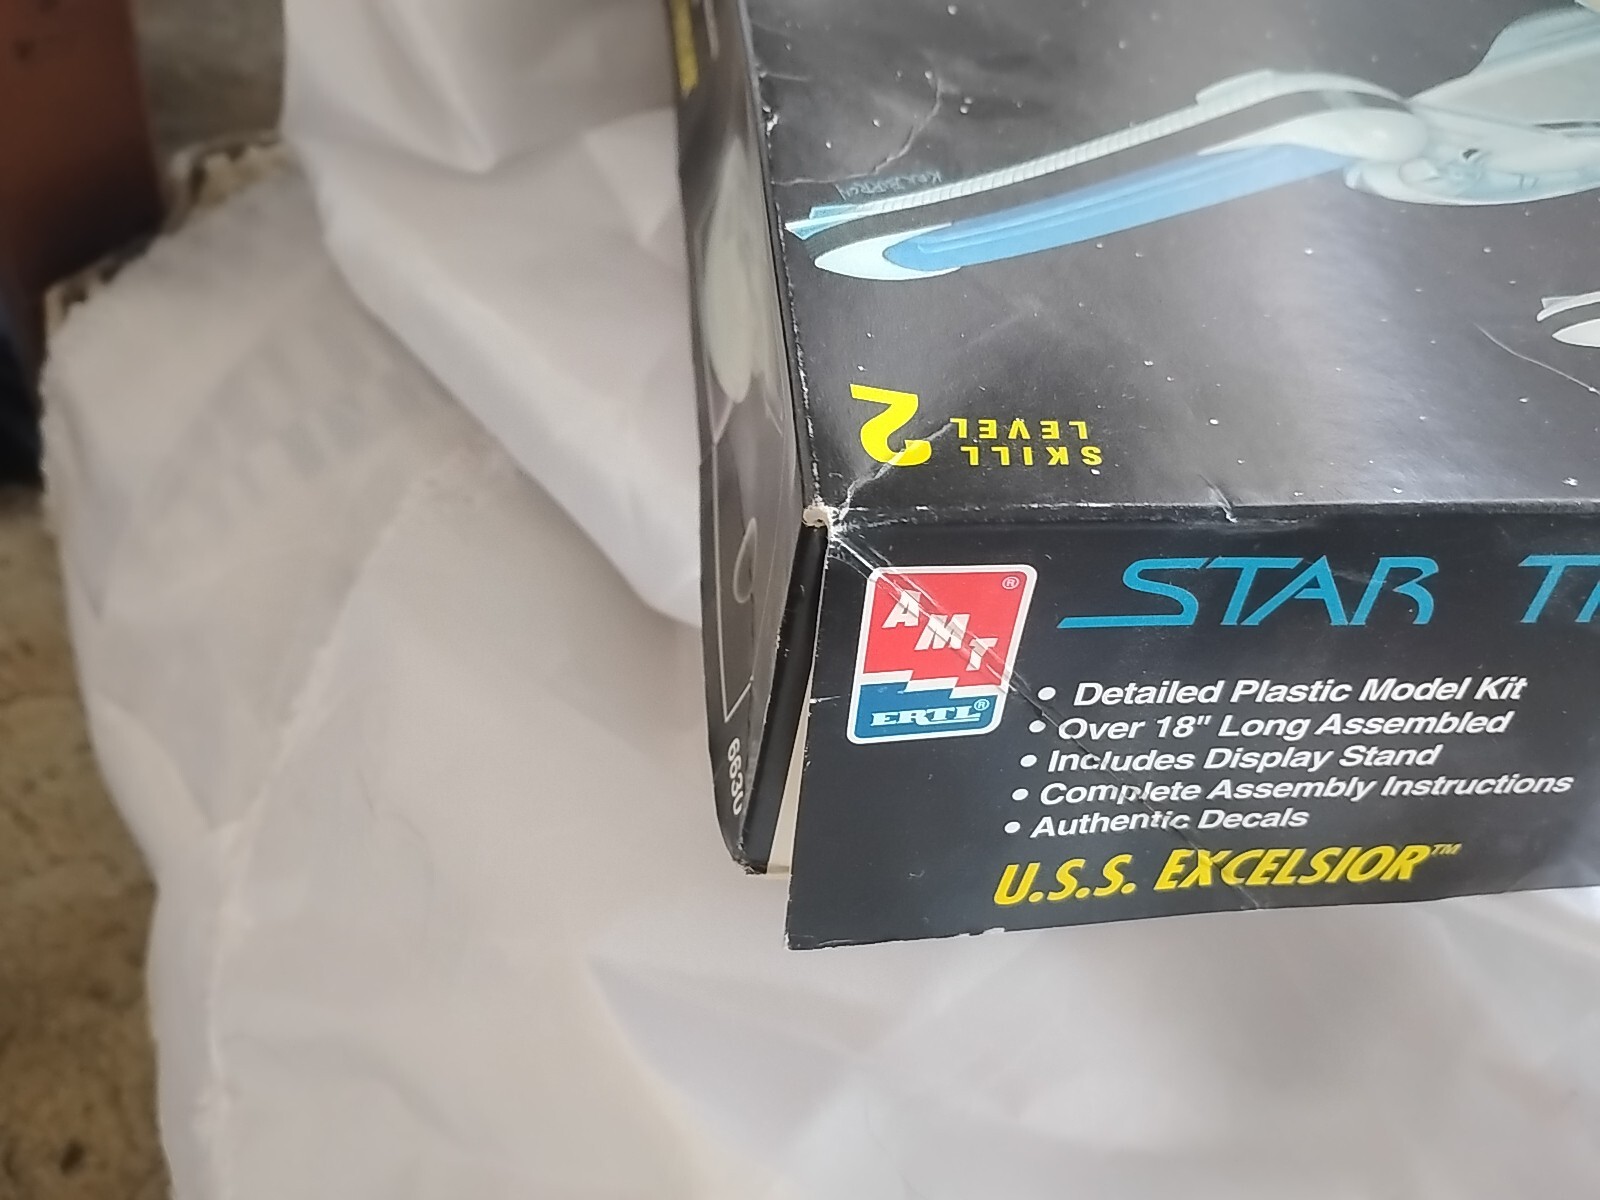 SKILL
LEVEL
2
AMT®
ERTL®
STAR
• Detailed Plastic Model Kit
• Over 18" Long Assembled
• Includes Display Stand
• Complete Assembly Instructions
• Authentic Decals
U.S.S. EXCELSIOR™
6630